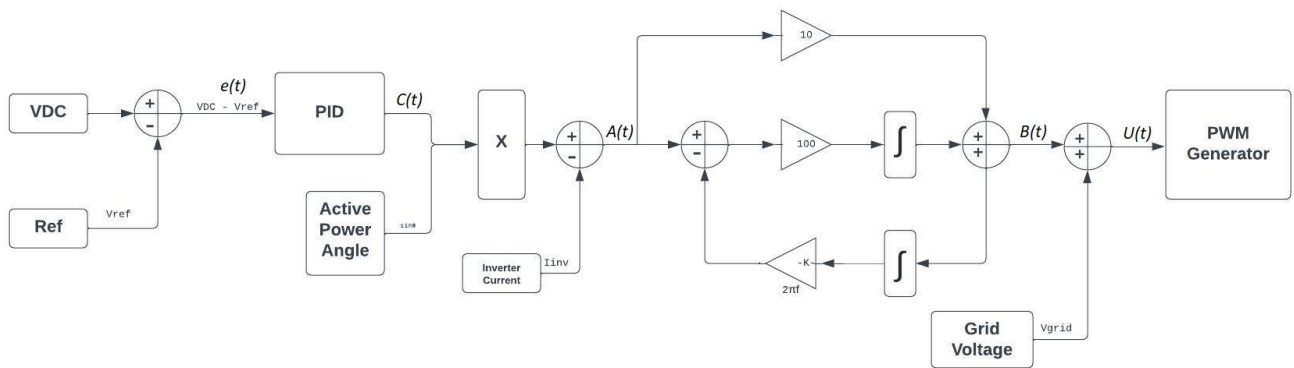 VDC
+
−
e(t)
VDC - Vref
PID
C(t)
Ref
Vref
Active
Power
Angle
sinθ
X
+
−
A(t)
Inverter
Current
Iinv
+
−
10
100
∫
+
+
B(t)
+
+
U(t)
PWM
Generator
-K-
2πf
∫
Grid
Voltage
Vgrid